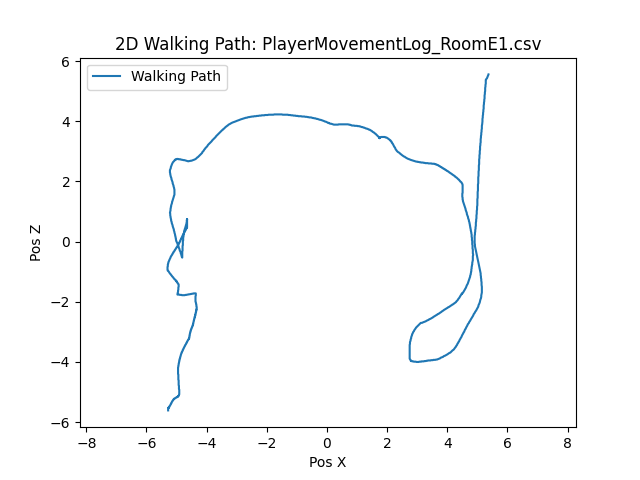 2D Walking Path: PlayerMovementLog_RoomE1.csv
Walking Path
6
4
2
0
−2
−4
−6
Pos Z
−8 −6 −4 −2 0 2 4 6 8
Pos X